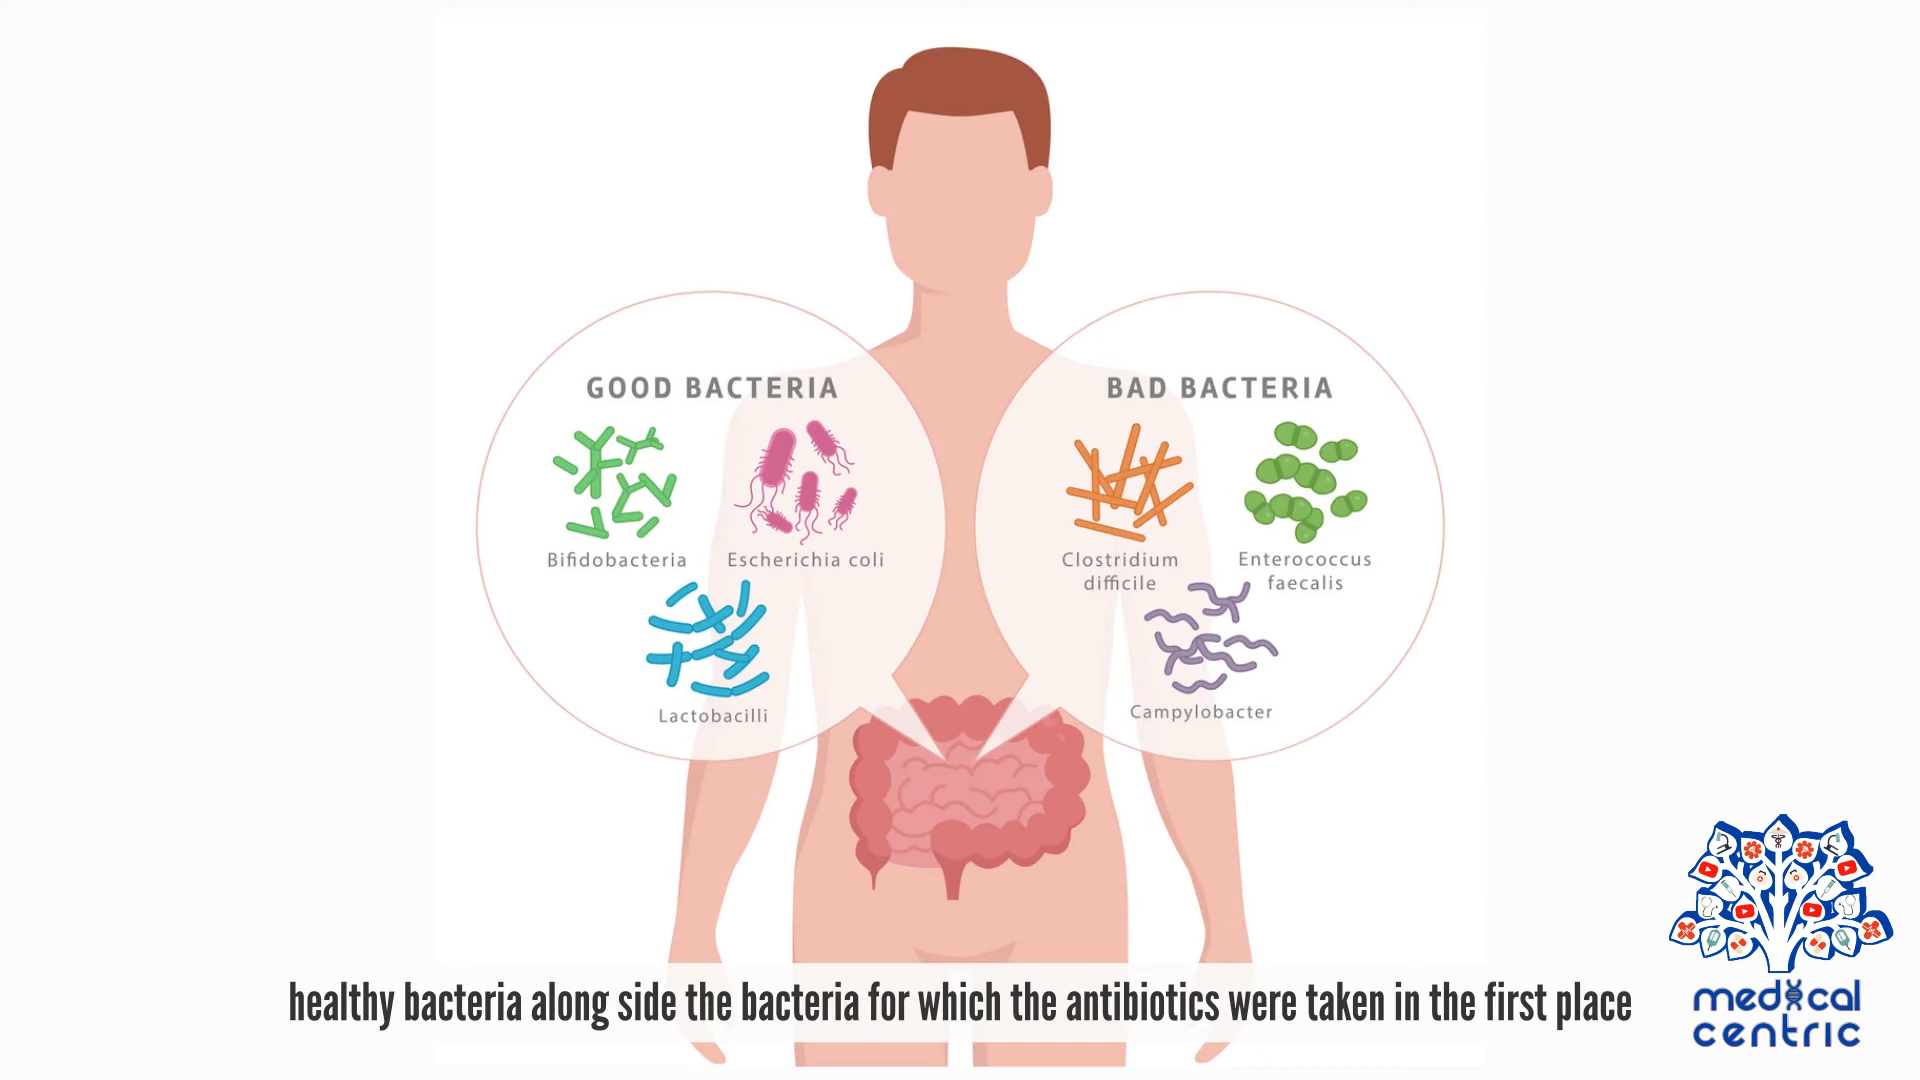 GOOD BACTERIA
Bifidobacteria
Escherichia coli
Lactobacilli
BAD BACTERIA
Clostridium
difficile
Enterococcus
faecalis
Campylobacter
healthy bacteria along side the bacteria for which the antibiotics were taken in the first place
medical
centric